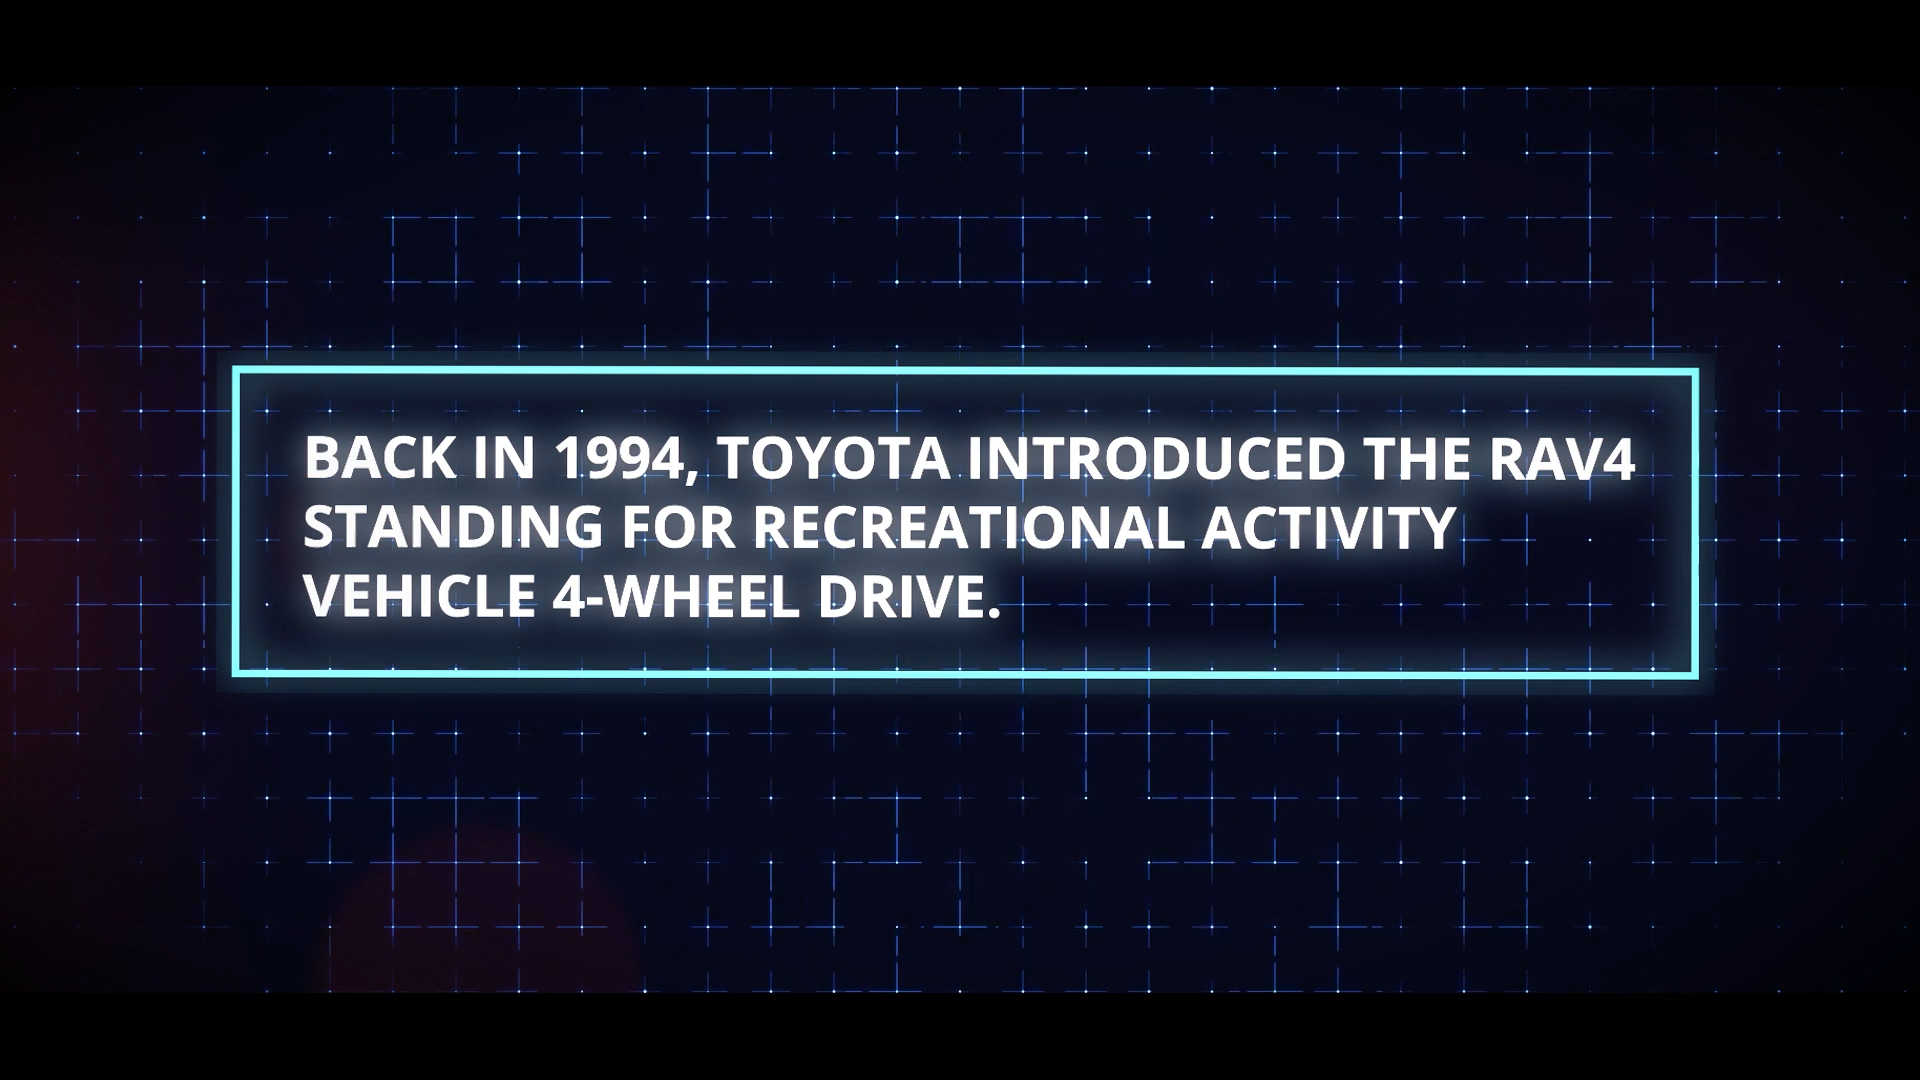 BACK IN 1994, TOYOTA INTRODUCED THE RAV4
STANDING FOR RECREATIONAL ACTIVITY
VEHICLE 4-WHEEL DRIVE.